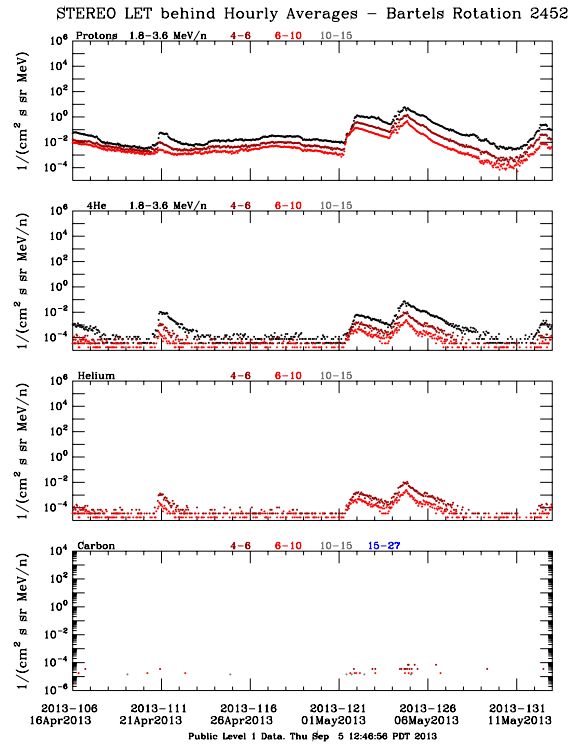 STEREO LET behind Hourly Averages − Bartels Rotation 2452
Protons 1.8-3.6 MeV/n 4-6 6-10 10-15
1/(cm² s sr MeV)
10⁶
10⁴
10²
10⁰
10⁻²
10⁻⁴
4He 1.8-3.6 MeV/n 4-6 6-10 10-15
1/(cm² s sr MeV/n)
10⁶
10⁴
10²
10⁰
10⁻²
10⁻⁴
Helium 4-6 6-10 10-15
1/(cm² s sr MeV/n)
10⁶
10⁴
10²
10⁰
10⁻²
10⁻⁴
Carbon 4-6 6-10 10-15 15-27
1/(cm² s sr MeV/n)
10⁴
10²
10⁰
10⁻²
10⁻⁴
10⁻⁶
2013-106 2013-111 2013-116 2013-121 2013-126 2013-131
16Apr2013 21Apr2013 26Apr2013 01May2013 06May2013 11May2013
Public Level 1 Data. Thu Sep 5 12:46:56 PDT 2013